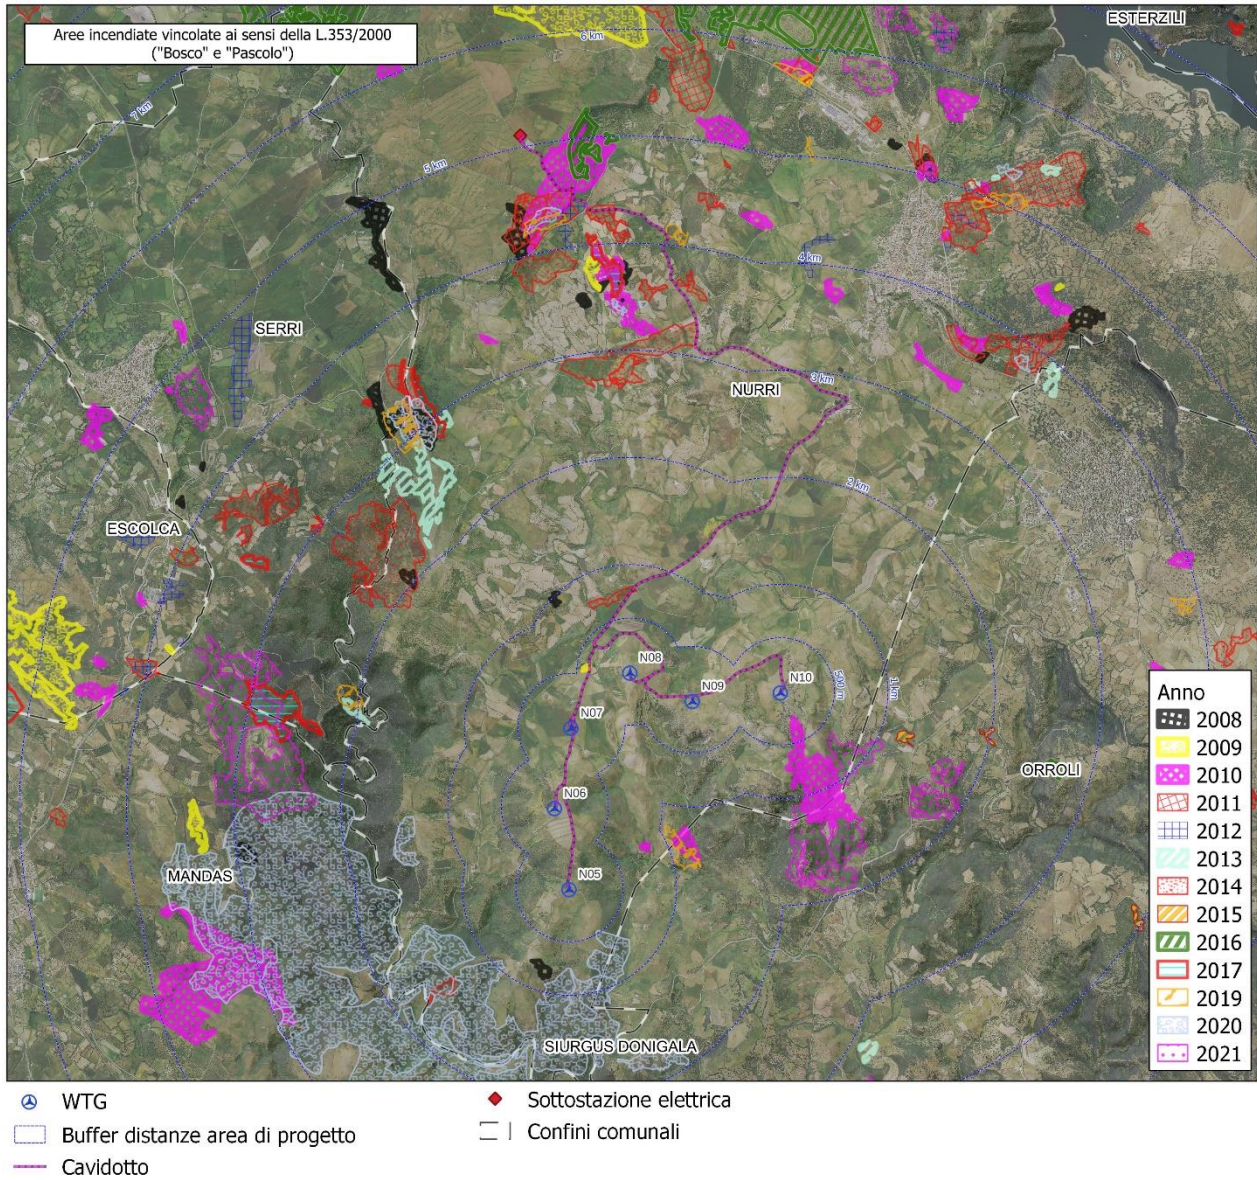 Aree incendiate vincolate ai sensi della L.353/2000
("Bosco" e "Pascolo")
ESTERZILI
6 km
7 km
5 km
4 km
SERRI
3 km
NURRI
2 km
ESCOLCA
N08
N10
N09
500 m
1 km
N07
ORROLI
N06
MANDAS
N05
SIURGUS DONIGALA
Anno
2008
2009
2010
2011
2012
2013
2014
2015
2016
2017
2019
2020
2021
WTG
Buffer distanze area di progetto
Cavidotto
Sottostazione elettrica
Confini comunali